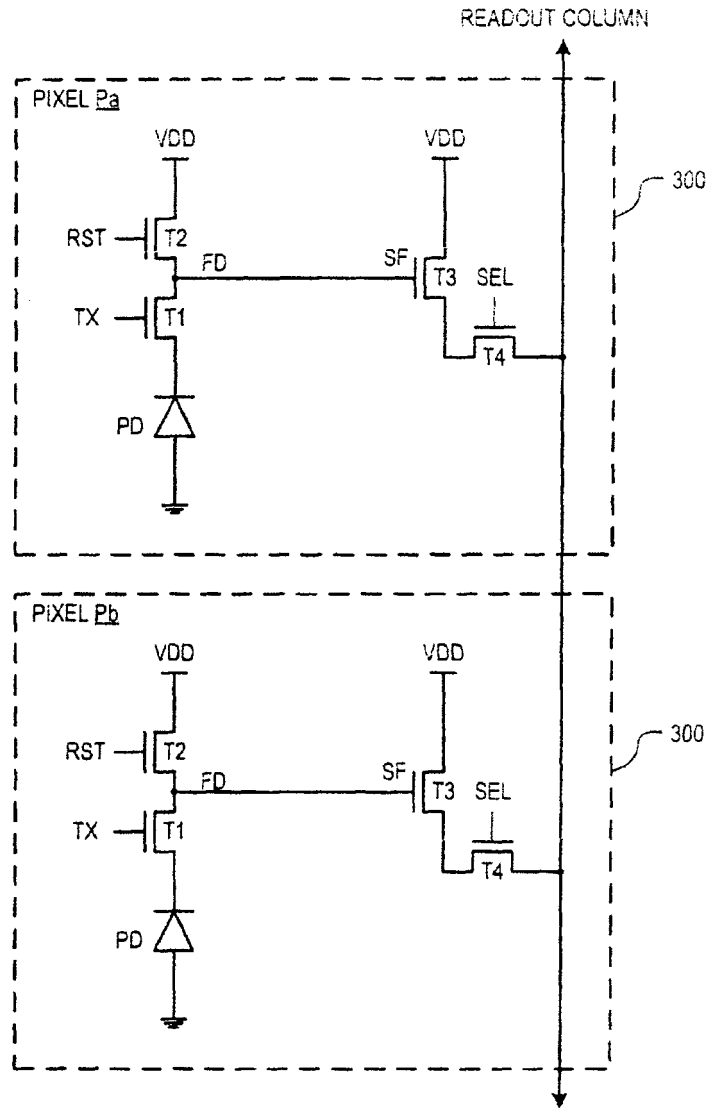 READOUT COLUMN
PIXEL Pa
VDD
VDD
300
RST
T2
FD
SF
T3
SEL
TX
T1
T4
PD
PIXEL Pb
VDD
VDD
300
RST
T2
FD
SF
T3
SEL
TX
T1
T4
PD